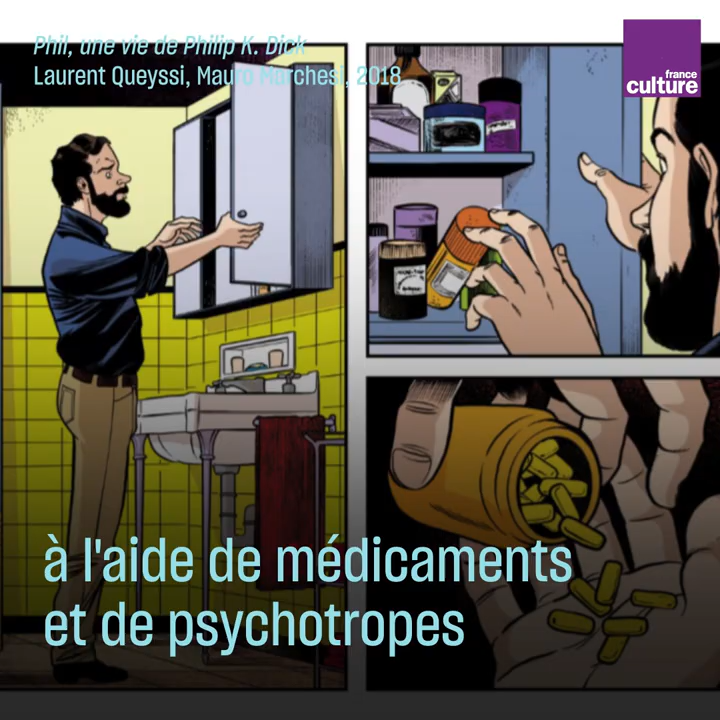 Phil, une vie de Philip K. Dick
Laurent Queyssi, Mauro Marchesi, 2018
france
culture
à l'aide de médicaments
et de psychotropes